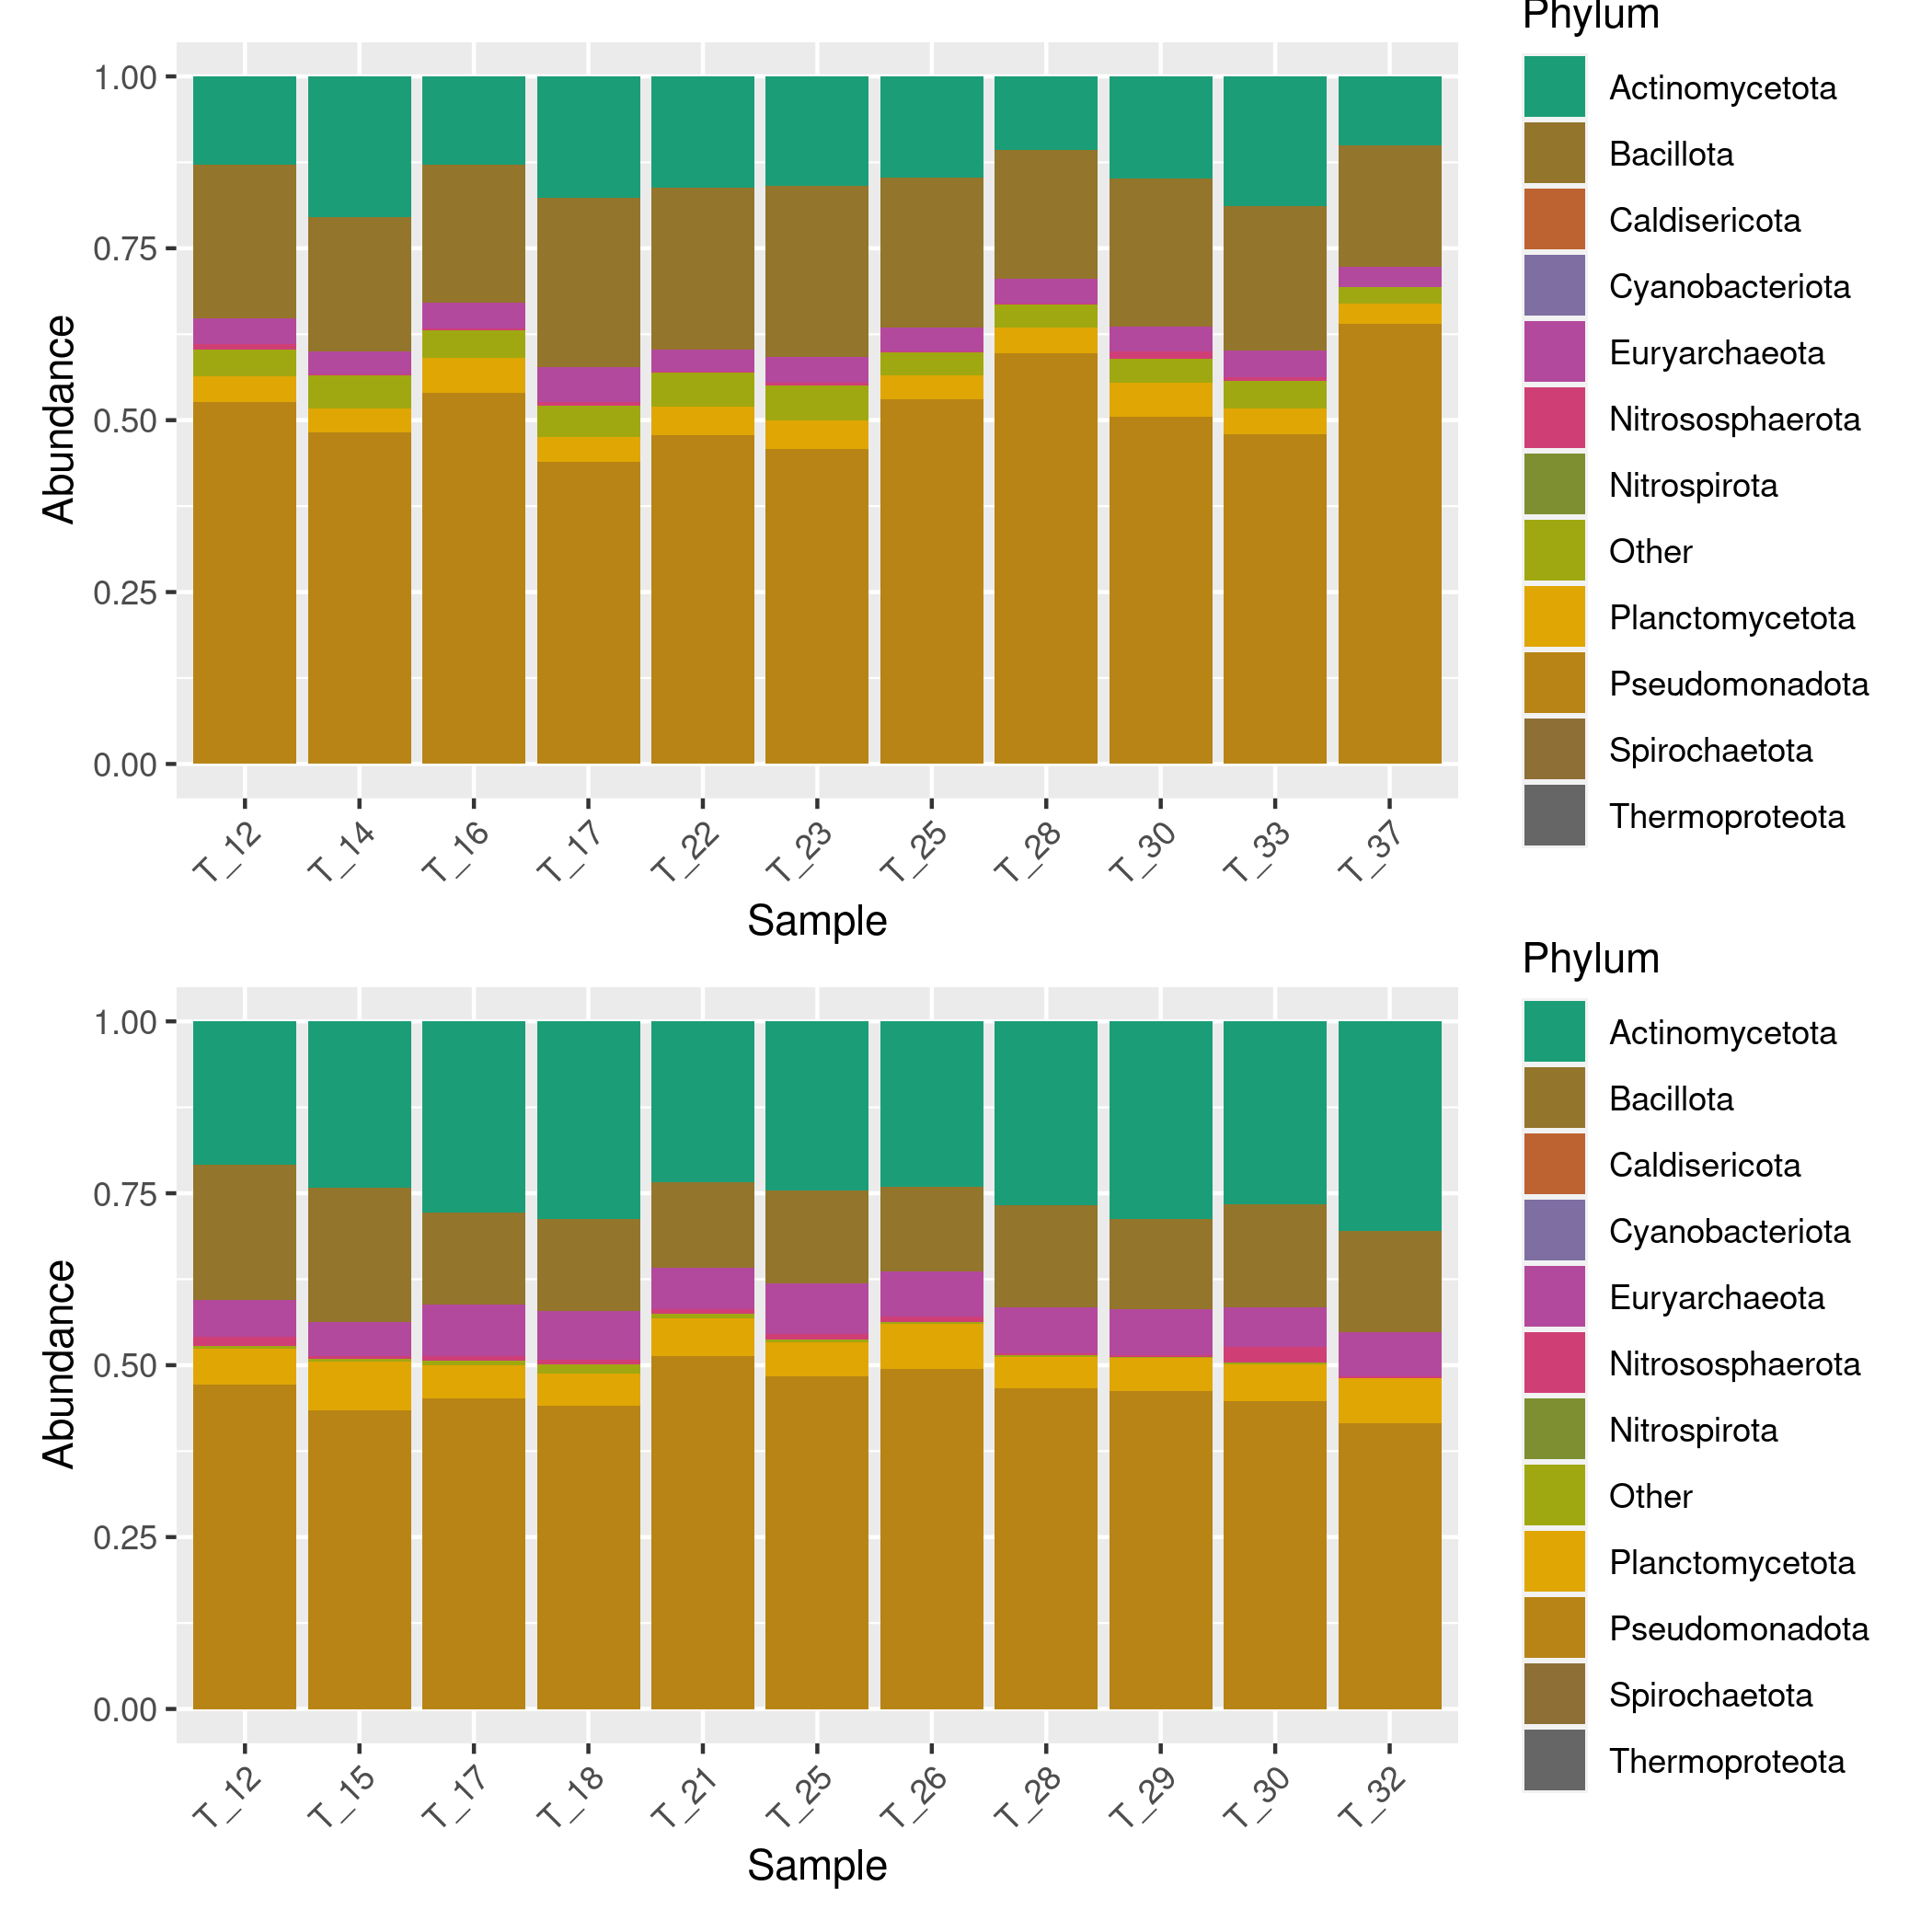 Phylum
1.00
0.75
0.50
0.25
0.00
Abundance
T_12
T_14
T_16
T_17
T_22
T_23
T_25
T_28
T_30
T_33
T_37
Sample
Actinomycetota
Bacillota
Caldisericota
Cyanobacteriota
Euryarchaeota
Nitrososphaerota
Nitrospirota
Other
Planctomycetota
Pseudomonadota
Spirochaetota
Thermoproteota
Phylum
1.00
0.75
0.50
0.25
0.00
Abundance
T_12
T_15
T_17
T_18
T_21
T_25
T_26
T_28
T_29
T_30
T_32
Sample
Actinomycetota
Bacillota
Caldisericota
Cyanobacteriota
Euryarchaeota
Nitrososphaerota
Nitrospirota
Other
Planctomycetota
Pseudomonadota
Spirochaetota
Thermoproteota